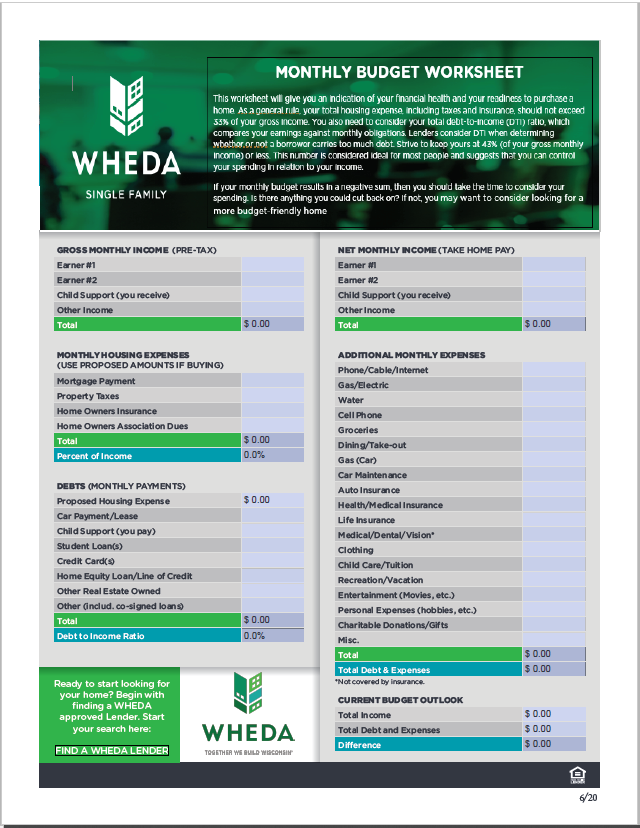 WHEDA
SINGLE FAMILY
MONTHLY BUDGET WORKSHEET
This worksheet will give you an indication of your financial health and your readiness to purchase a
home. As a general rule, your total housing expense, including taxes and insurance, should not exceed
33% of your gross income. You also need to consider your total debt-to-income (DTI) ratio, which
compares your earnings against monthly obligations. Lenders consider DTI when determining
whether or not a borrower carries too much debt. Strive to keep yours at 43% (of your gross monthly
income) or less. This number is considered ideal for most people and suggests that you can control
your spending in relation to your income.
If your monthly budget results in a negative sum, then you should take the time to consider your
spending. Is there anything you could cut back on? If not, you may want to consider looking for a
more budget-friendly home
GROSS MONTHLY INCOME (PRE-TAX)
Earner #1
Earner #2
Child Support (you receive)
Other Income
Total $ 0.00
MONTHLY HOUSING EXPENSES
(USE PROPOSED AMOUNTS IF BUYING)
Mortgage Payment
Property Taxes
Home Owners Insurance
Home Owners Association Dues
Total $ 0.00
Percent of Income 0.0%
DEBTS (MONTHLY PAYMENTS)
Proposed Housing Expense $ 0.00
Car Payment/Lease
Child Support (you pay)
Student Loan(s)
Credit Card(s)
Home Equity Loan/Line of Credit
Other Real Estate Owned
Other (includ. co-signed loans)
Total $ 0.00
Debt to Income Ratio 0.0%
NET MONTHLY INCOME (TAKE HOME PAY)
Earner #1
Earner #2
Child Support (you receive)
Other Income
Total $ 0.00
ADDITIONAL MONTHLY EXPENSES
Phone/Cable/Internet
Gas/Electric
Water
Cell Phone
Groceries
Dining/Take-out
Gas (Car)
Car Maintenance
Auto Insurance
Health/Medical Insurance
Life Insurance
Medical/Dental/Vision*
Clothing
Child Care/Tuition
Recreation/Vacation
Entertainment (Movies, etc.)
Personal Expenses (hobbies, etc.)
Charitable Donations/Gifts
Misc.
Total $ 0.00
Total Debt & Expenses $ 0.00
*Not covered by insurance.
CURRENT BUDGET OUTLOOK
Total Income $ 0.00
Total Debt and Expenses $ 0.00
Difference $ 0.00
Ready to start looking for
your home? Begin with
finding a WHEDA
approved Lender. Start
your search here:
FIND A WHEDA LENDER
WHEDA
TOGETHER WE BUILD WISCONSIN®
6/20